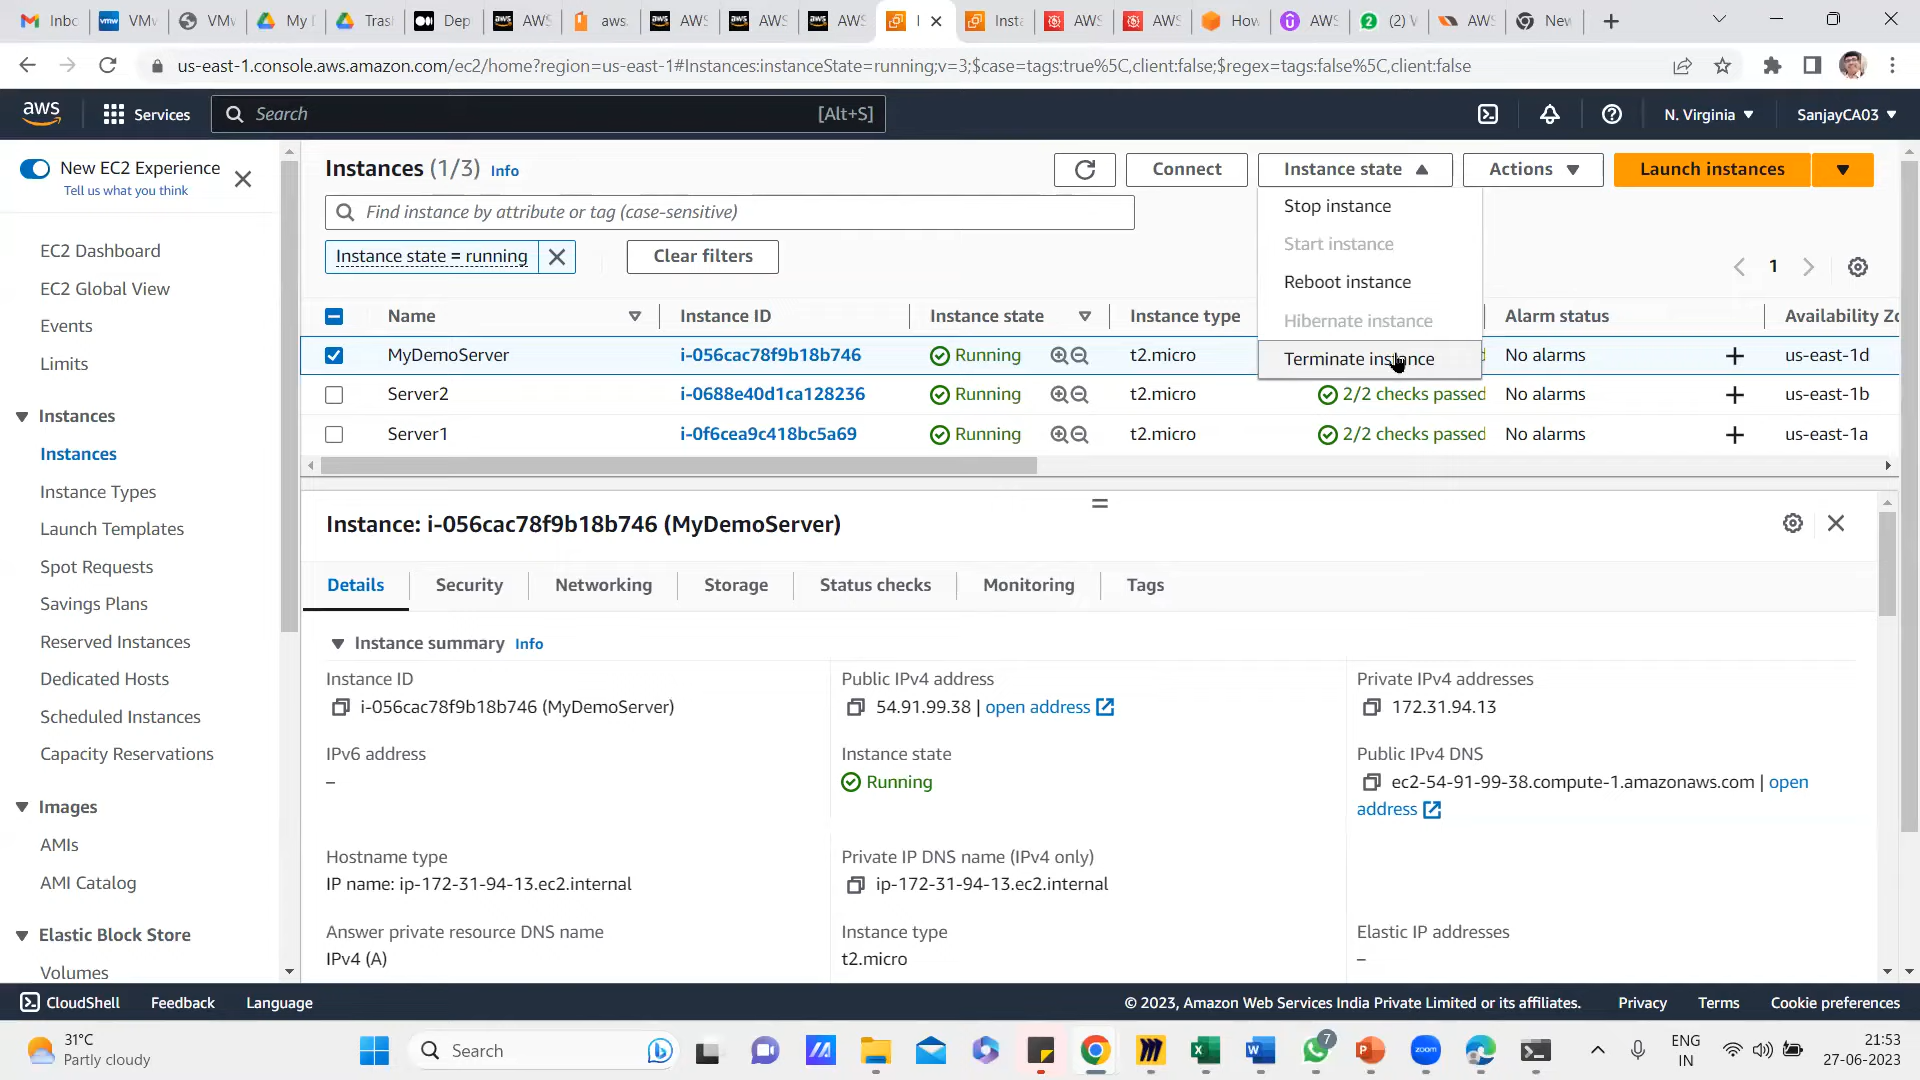 Inbc
VMw
VMw
My D
Trasl
Dep
AWS
aws.
AWS
AWS
AWS
I
Insta
AWS
AWS
How
AWS
(2) V
AWS
New
us-east-1.console.aws.amazon.com/ec2/home?region=us-east-1#Instances:instanceState=running;v=3;$case=tags:true%5C,client:false;$regex=tags:false%5C,client:false
aws
Services
Search
[Alt+S]
N. Virginia
SanjayCA03
New EC2 Experience
Tell us what you think
EC2 Dashboard
EC2 Global View
Events
Limits
Instances
Instances
Instance Types
Launch Templates
Spot Requests
Savings Plans
Reserved Instances
Dedicated Hosts
Scheduled Instances
Capacity Reservations
Images
AMIs
AMI Catalog
Elastic Block Store
Volumes
Instances (1/3) Info
Connect
Instance state
Actions
Launch instances
Find instance by attribute or tag (case-sensitive)
Instance state = running
Clear filters
1
Stop instance
Start instance
Reboot instance
Hibernate instance
Terminate instance
Name Instance ID Instance state Instance type Alarm status Availability Zo
MyDemoServer i-056cac78f9b18b746 Running t2.micro No alarms us-east-1d
Server2 i-0688e40d1ca128236 Running t2.micro 2/2 checks passed No alarms us-east-1b
Server1 i-0f6cea9c418bc5a69 Running t2.micro 2/2 checks passed No alarms us-east-1a
Instance: i-056cac78f9b18b746 (MyDemoServer)
Details Security Networking Storage Status checks Monitoring Tags
Instance summary Info
Instance ID
i-056cac78f9b18b746 (MyDemoServer)
Public IPv4 address
54.91.99.38 | open address
Private IPv4 addresses
172.31.94.13
IPv6 address
–
Instance state
Running
Public IPv4 DNS
ec2-54-91-99-38.compute-1.amazonaws.com | open
address
Hostname type
IP name: ip-172-31-94-13.ec2.internal
Private IP DNS name (IPv4 only)
ip-172-31-94-13.ec2.internal
Answer private resource DNS name
IPv4 (A)
Instance type
t2.micro
Elastic IP addresses
–
CloudShell Feedback Language
© 2023, Amazon Web Services India Private Limited or its affiliates. Privacy Terms Cookie preferences
31°C
Partly cloudy
Search
7
zoom
ENG
IN
21:53
27-06-2023